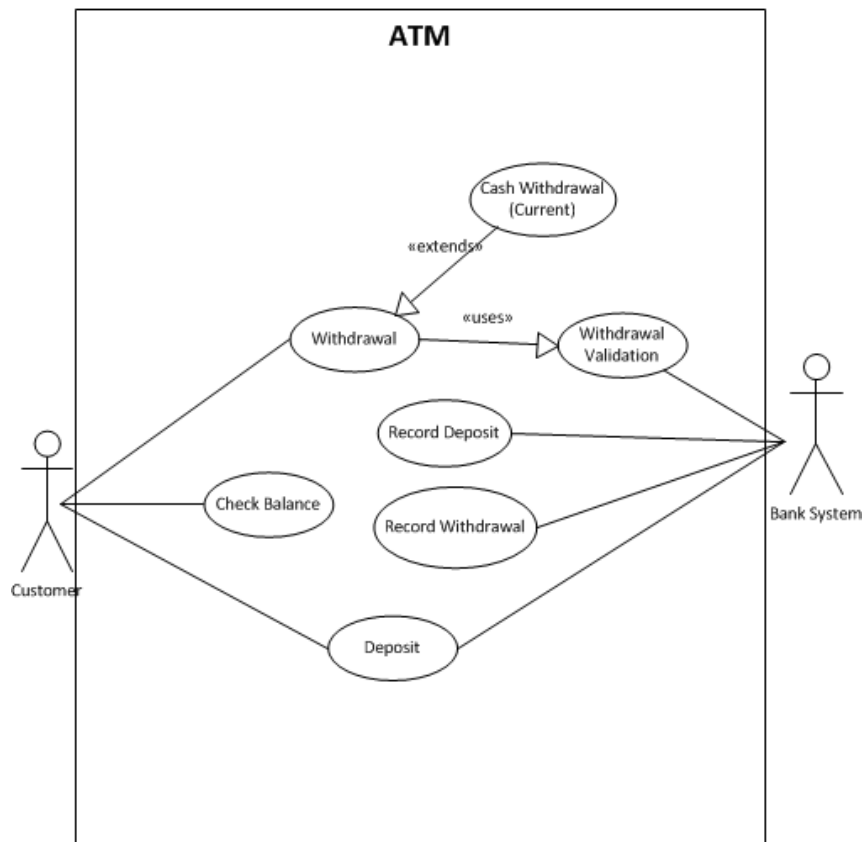 ATM
Cash Withdrawal
(Current)
«extends»
Withdrawal
«uses»
Withdrawal
Validation
Record Deposit
Check Balance
Record Withdrawal
Bank System
Customer
Deposit